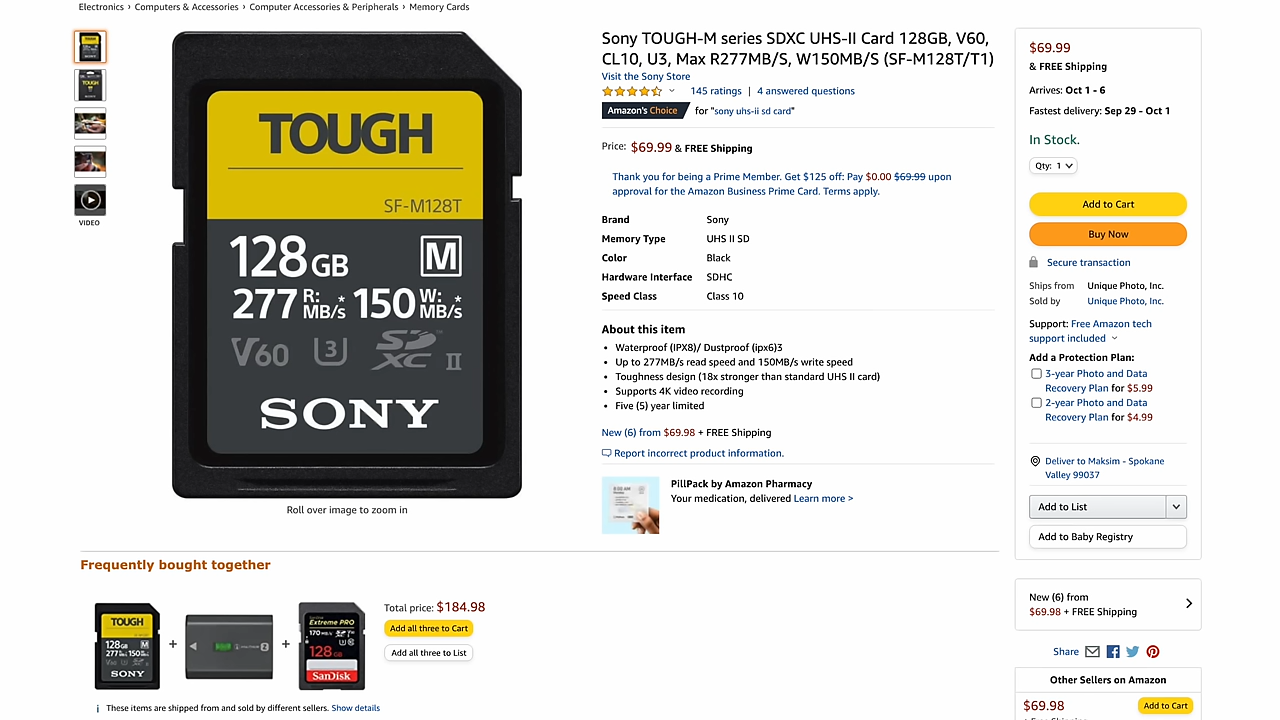 Electronics › Computers & Accessories › Computer Accessories & Peripherals › Memory Cards
VIDEO
TOUGH
SF-M128T
128GB M
277 R: MB/s* 150 W: MB/s*
V60 3 SDXC II
SONY
Roll over image to zoom in
Sony TOUGH-M series SDXC UHS-II Card 128GB, V60,
CL10, U3, Max R277MB/S, W150MB/S (SF-M128T/T1)
Visit the Sony Store
145 ratings | 4 answered questions
Amazon's Choice for "sony uhs-ii sd card"
Price: $69.99 & FREE Shipping
Thank you for being a Prime Member. Get $125 off: Pay $0.00 $69.99 upon
approval for the Amazon Business Prime Card. Terms apply.
Brand Sony
Memory Type UHS II SD
Color Black
Hardware Interface SDHC
Speed Class Class 10
About this item
• Waterproof (IPX8)/ Dustproof (ipx6)3
• Up to 277MB/s read speed and 150MB/s write speed
• Toughness design (18x stronger than standard UHS II card)
• Supports 4K video recording
• Five (5) year limited
New (6) from $69.98 + FREE Shipping
Report incorrect product information.
PillPack by Amazon Pharmacy
Your medication, delivered Learn more >
$69.99
& FREE Shipping
Arrives: Oct 1 - 6
Fastest delivery: Sep 29 - Oct 1
In Stock.
Qty: 1
Add to Cart
Buy Now
Secure transaction
Ships from Unique Photo, Inc.
Sold by Unique Photo, Inc.
Support: Free Amazon tech
support included
Add a Protection Plan:
3-year Photo and Data
Recovery Plan for $5.99
2-year Photo and Data
Recovery Plan for $4.99
Deliver to Maksim - Spokane
Valley 99037
Add to List
Add to Baby Registry
New (6) from
$69.98 + FREE Shipping
Share
Other Sellers on Amazon
$69.98 Add to Cart
Frequently bought together
TOUGH
128GB M
SONY
+
+
Extreme PRO
170 MB/s
128 GB
SanDisk
Total price: $184.98
Add all three to Cart
Add all three to List
i These items are shipped from and sold by different sellers. Show details